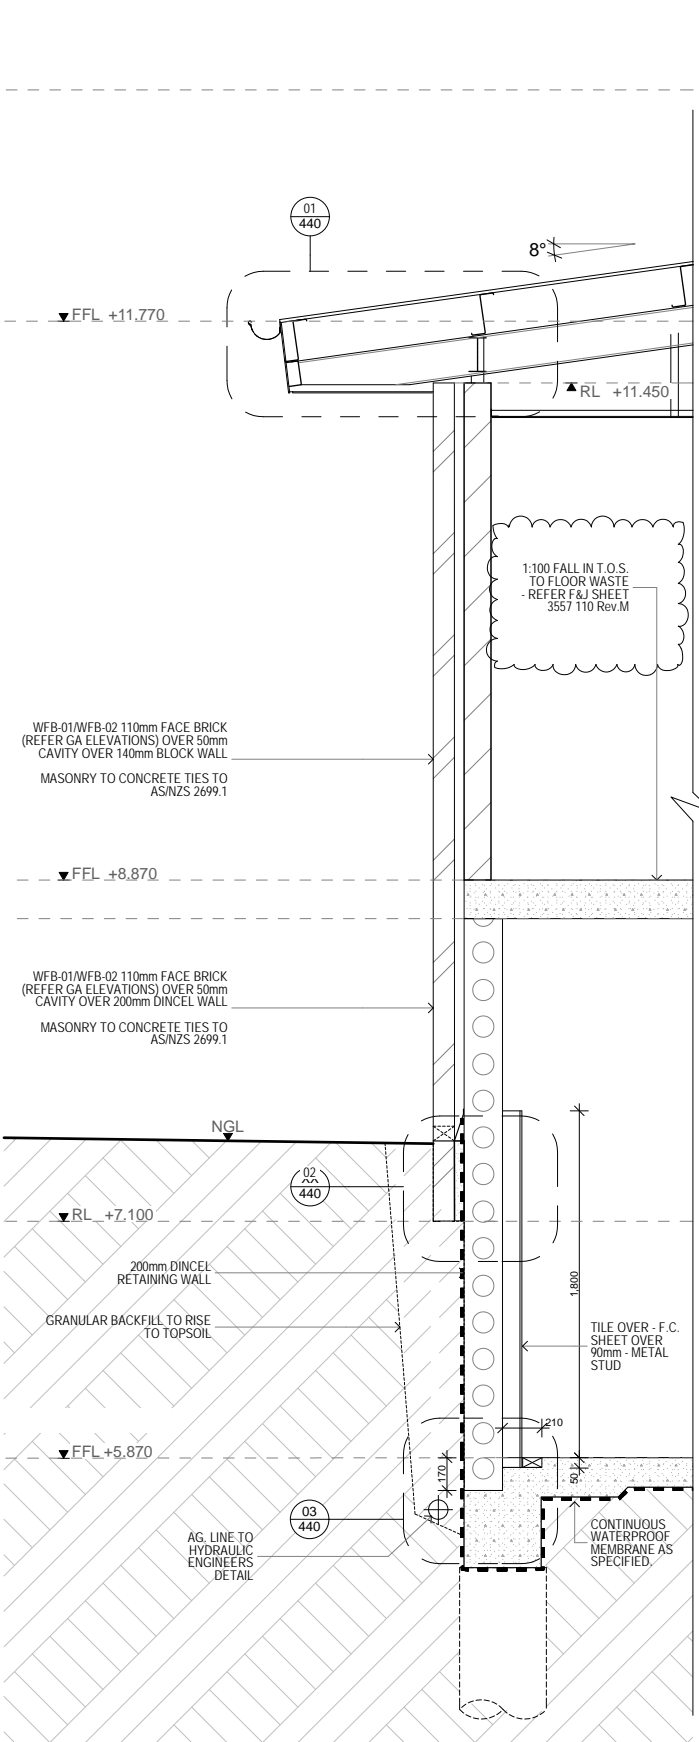 01
440
8°
FFL +11.770
RL +11.450
1:100 FALL IN T.O.S.
TO FLOOR WASTE
- REFER F&J SHEET
3557 110 Rev.M
WFB-01/WFB-02 110mm FACE BRICK
(REFER GA ELEVATIONS) OVER 50mm
CAVITY OVER 140mm BLOCK WALL
MASONRY TO CONCRETE TIES TO
AS/NZS 2699.1
FFL +8.870
WFB-01/WFB-02 110mm FACE BRICK
(REFER GA ELEVATIONS) OVER 50mm
CAVITY OVER 200mm DINCEL WALL
MASONRY TO CONCRETE TIES TO
AS/NZS 2699.1
NGL
02
440
RL +7.100
200mm DINCEL
RETAINING WALL
1,800
GRANULAR BACKFILL TO RISE
TO TOPSOIL
TILE OVER - F.C.
SHEET OVER
90mm - METAL
STUD
210
FFL +5.870
170
50
03
440
AG. LINE TO
HYDRAULIC
ENGINEERS
DETAIL
CONTINUOUS
WATERPROOF
MEMBRANE AS
SPECIFIED.